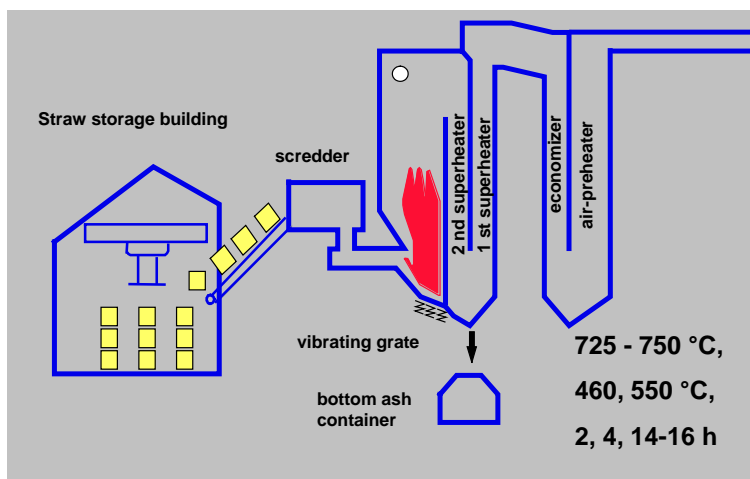 Straw storage building
scredder
2 nd superheater
1 st superheater
economizer
air-preheater
vibrating grate
bottom ash
container
725 - 750 °C,
460, 550 °C,
2, 4, 14-16 h